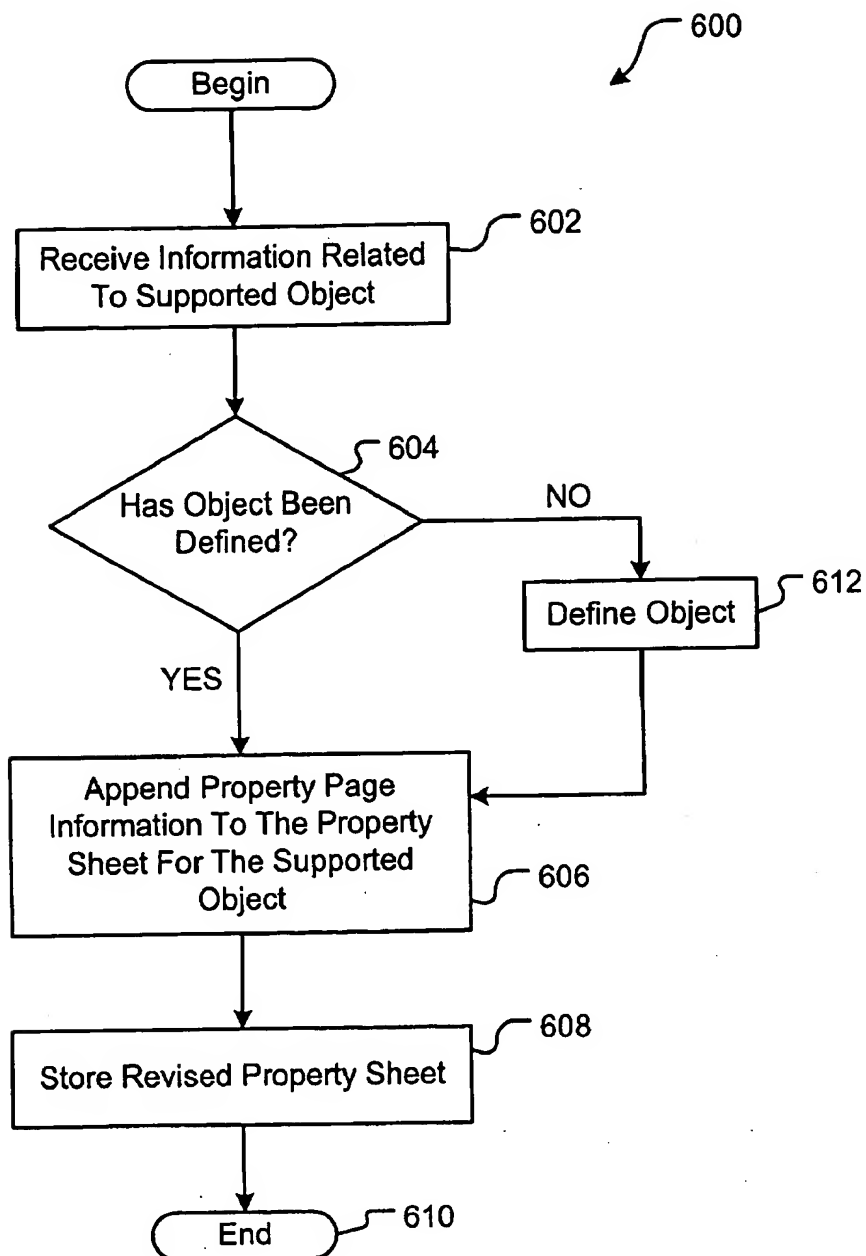 600
Begin
602
Receive Information Related
To Supported Object
604
Has Object Been
Defined?
NO
612
Define Object
YES
Append Property Page
Information To The Property
Sheet For The Supported
Object
606
608
Store Revised Property Sheet
End
610